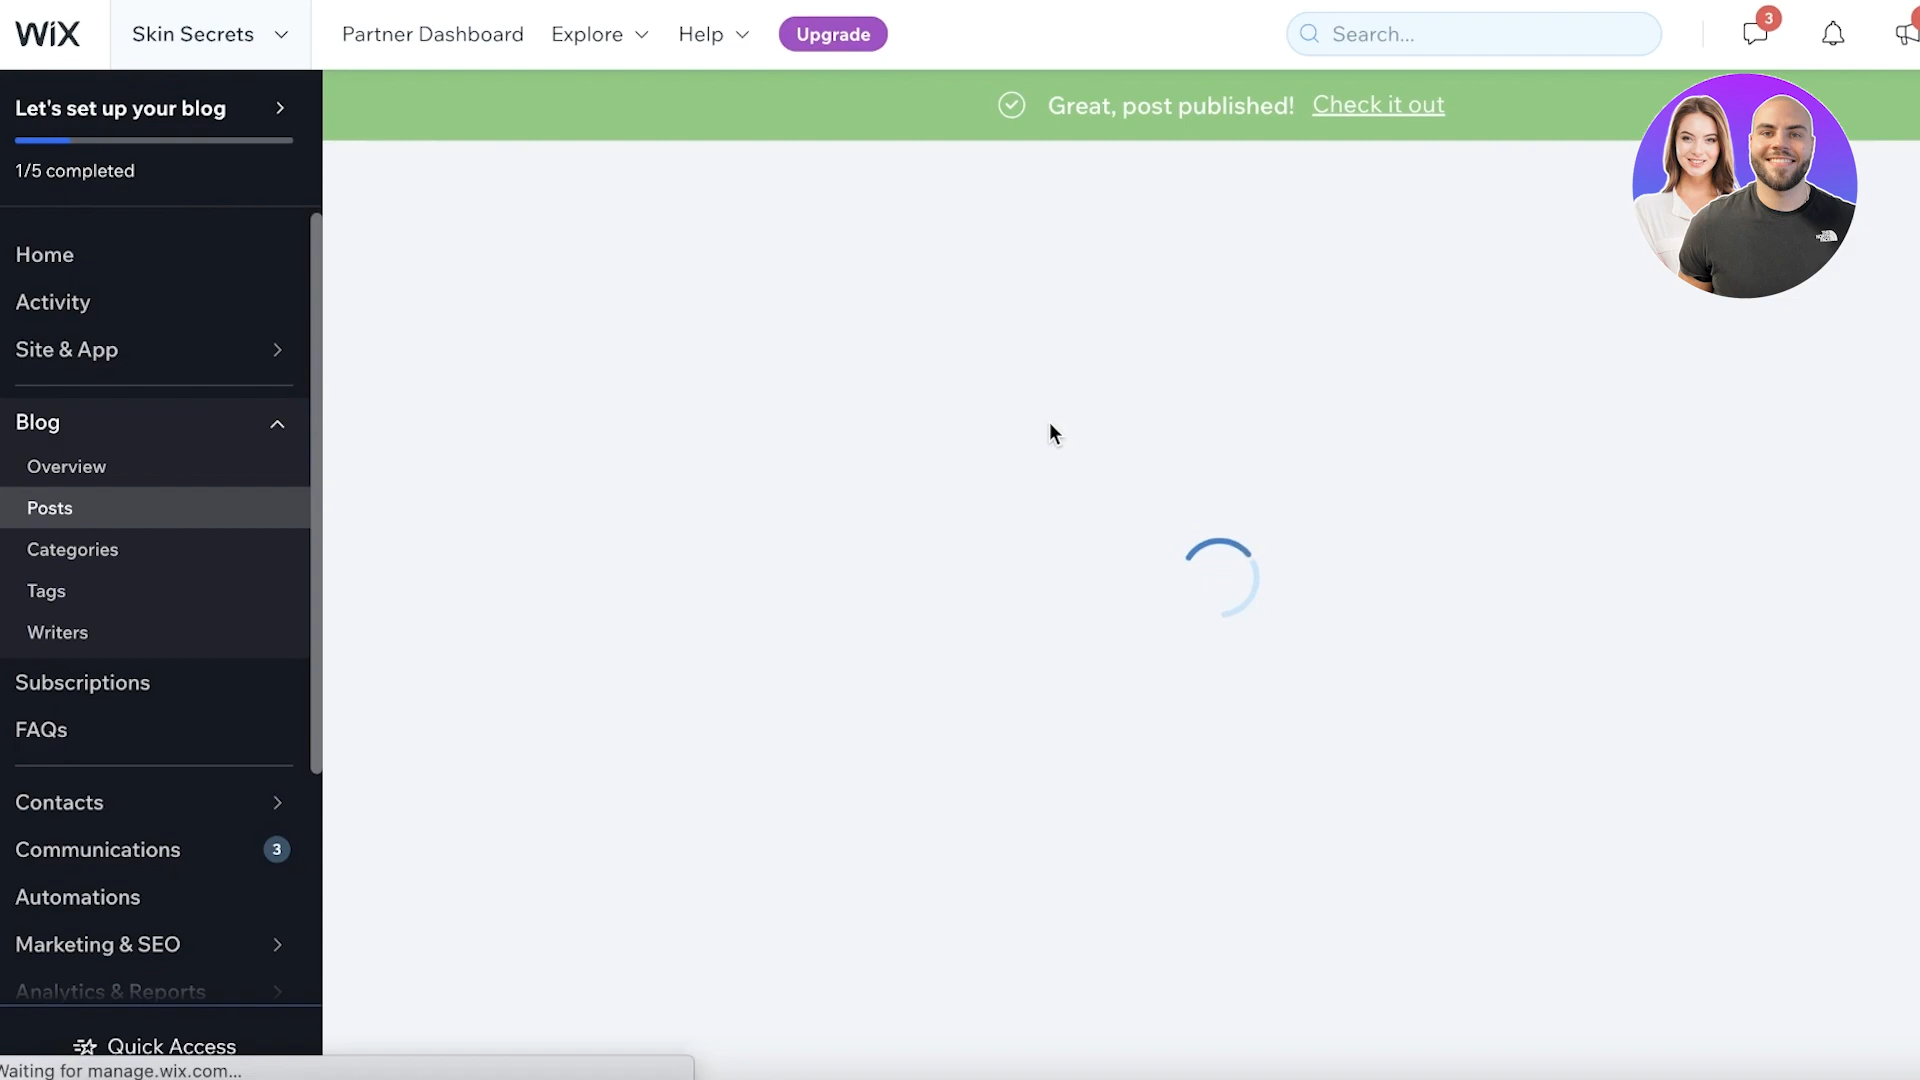 WIX
Skin Secrets
Partner Dashboard
Explore
Help
Upgrade
Search...
3
Let's set up your blog
1/5 completed
Great, post published! Check it out
Home
Activity
Site & App
Blog
Overview
Posts
Categories
Tags
Writers
Subscriptions
FAQs
Contacts
Communications
3
Automations
Marketing & SEO
Analytics & Reports
Quick Access
Waiting for manage.wix.com...